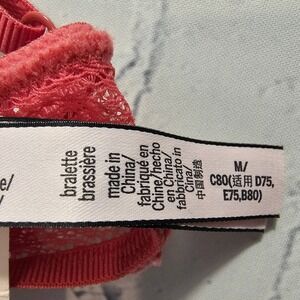 e/
/
bralette
brassière
made in
China/
fabriqué en
Chine/hecho
en China/
fabricado in
Cina/
中国制造
M/
C80(适用 D75,
E75,B80)